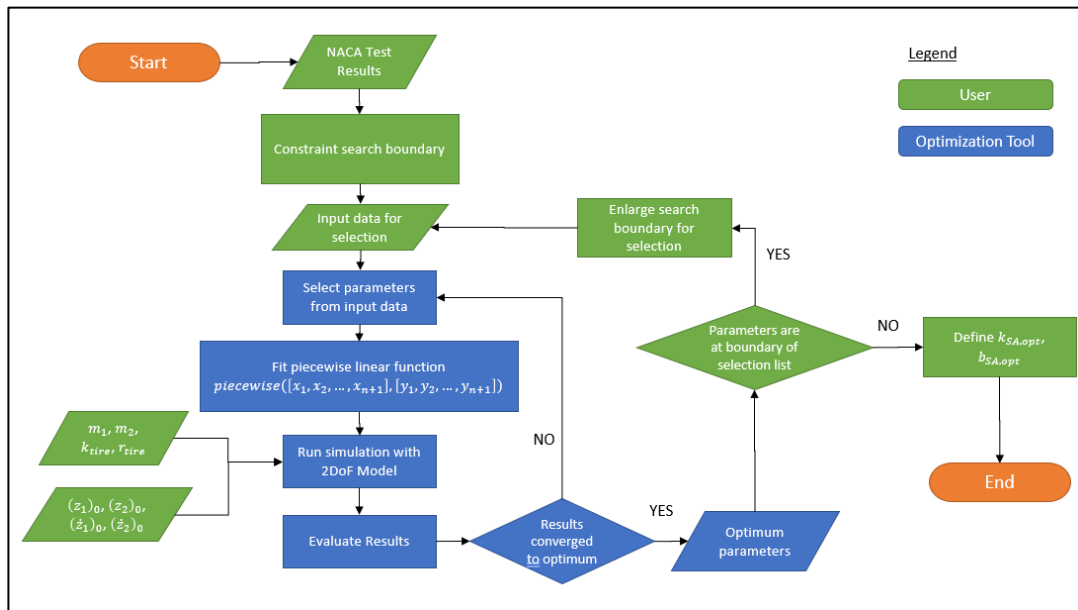 Start
NACA Test
Results
Legend
User
Optimization Tool
Constraint search boundary
Input data for
selection
Enlarge search
boundary for
selection
YES
Select parameters
from input data
NO
Parameters are
at boundary of
selection list
Define k_{SA,opt},
b_{SA,opt}
Fit piecewise linear function
piecewise([x_1, x_2, ..., x_{n+1}], [y_1, y_2, ..., y_{n+1}])
NO
m_1, m_2,
k_{tire}, r_{tire}
Run simulation with
2DoF Model
(z_1)_0, (z_2)_0,
(ż_1)_0, (ż_2)_0
Evaluate Results
Results
converged
to optimum
YES
Optimum
parameters
End